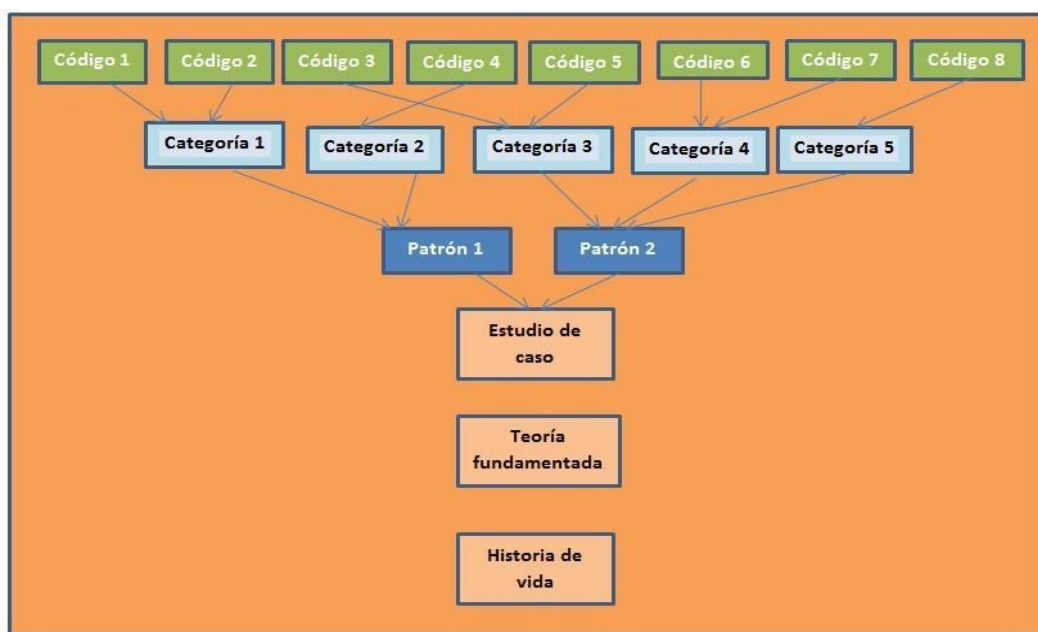 Código 1
Código 2
Código 3
Código 4
Código 5
Código 6
Código 7
Código 8
Categoría 1
Categoría 2
Categoría 3
Categoría 4
Categoría 5
Patrón 1
Patrón 2
Estudio de
caso
Teoría
fundamentada
Historia de
vida